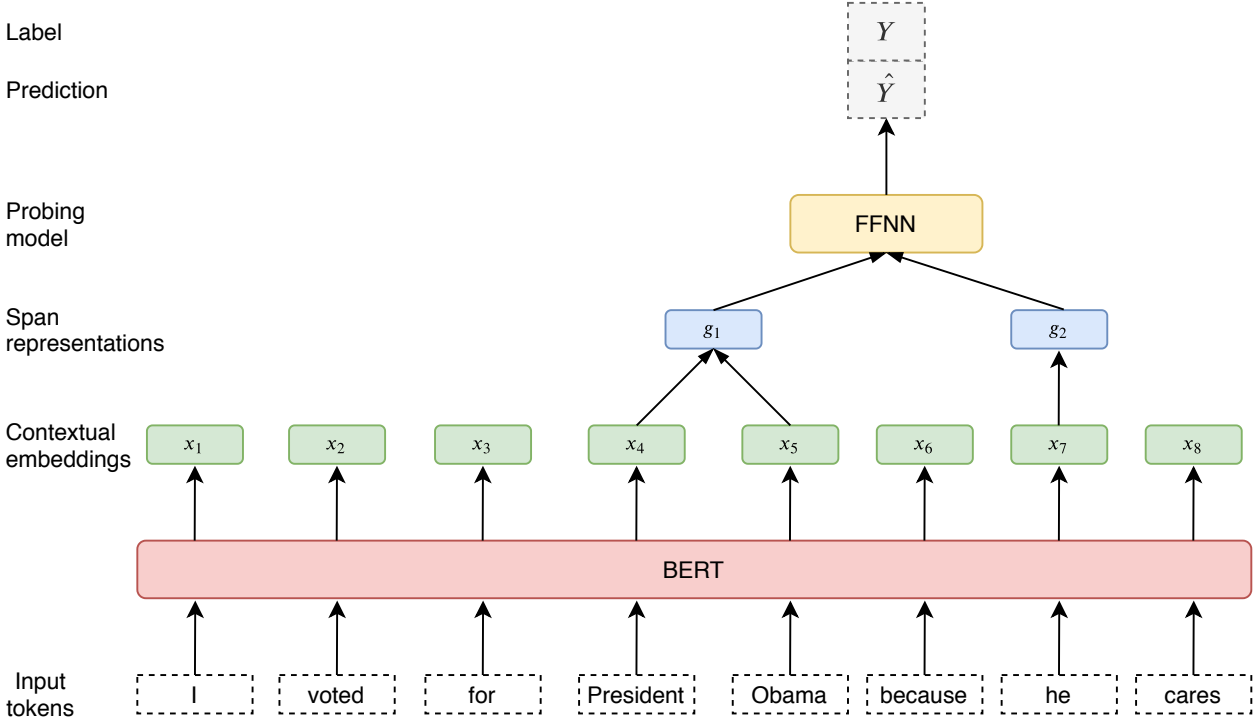 Label
Y
Prediction
Ŷ
Probing
model
FFNN
Span
representations
g₁
g₂
Contextual
embeddings
x₁
x₂
x₃
x₄
x₅
x₆
x₇
x₈
BERT
Input
tokens
I
voted
for
President
Obama
because
he
cares